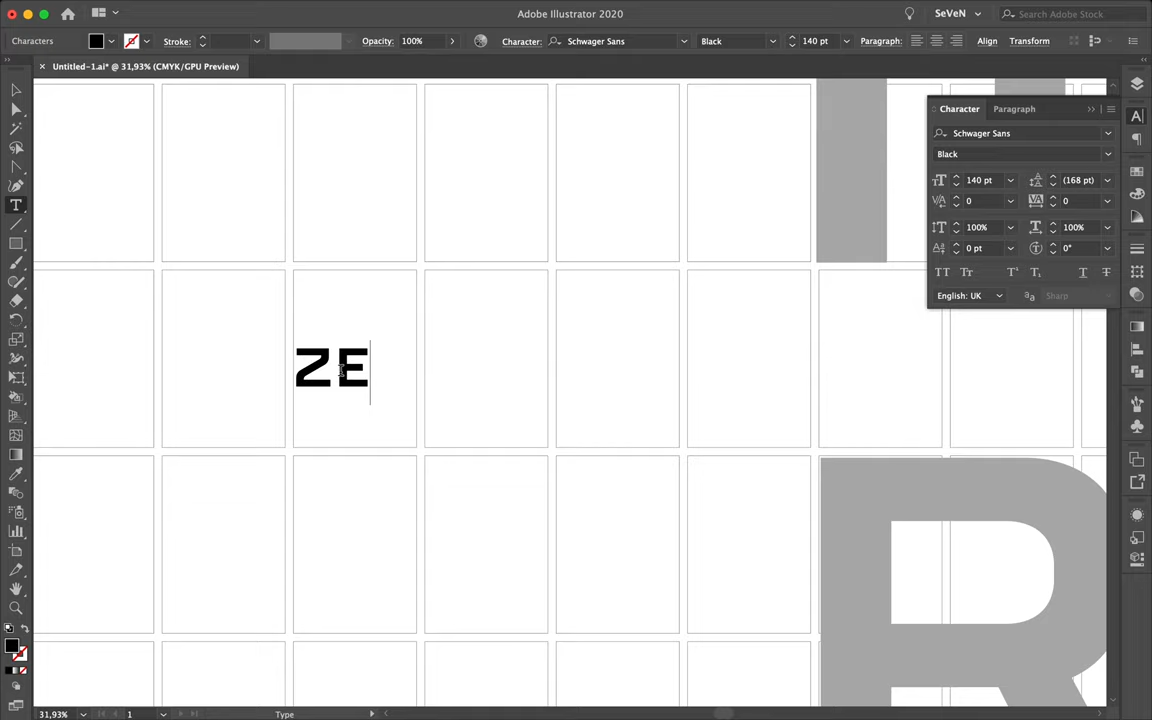 Adobe Illustrator 2020
SeVeN
Search Adobe Stock
Characters
Stroke:
Opacity: 100%
Character: Schwager Sans
Black
140 pt
Paragraph:
Align
Transform
× Untitled-1.ai* @ 31,93% (CMYK/GPU Preview)
Character
Paragraph
Schwager Sans
Black
140 pt
(168 pt)
0
0
100%
100%
0 pt
0°
English: UK
Sharp
ZE
R
31,93%
1
Type